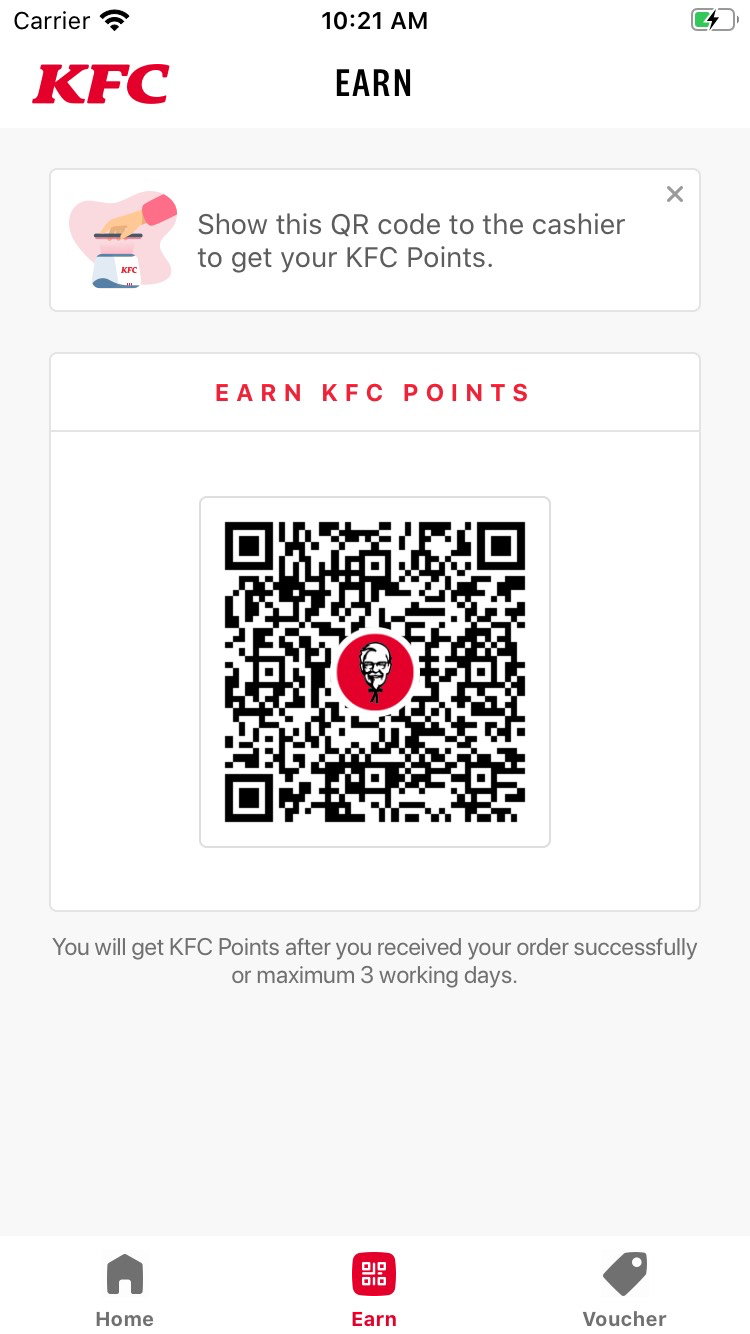 Carrier
10:21 AM
KFC
EARN
Show this QR code to the cashier
to get your KFC Points.
KFC
EARN KFC POINTS
You will get KFC Points after you received your order successfully
or maximum 3 working days.
Home
Earn
Voucher